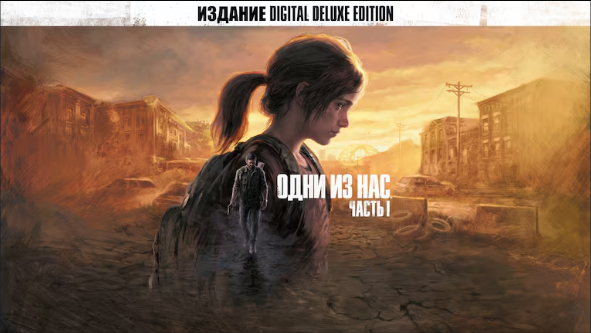 ИЗДАНИЕ DIGITAL DELUXE EDITION
ОДНИ ИЗ НАС
ЧАСТЬ I